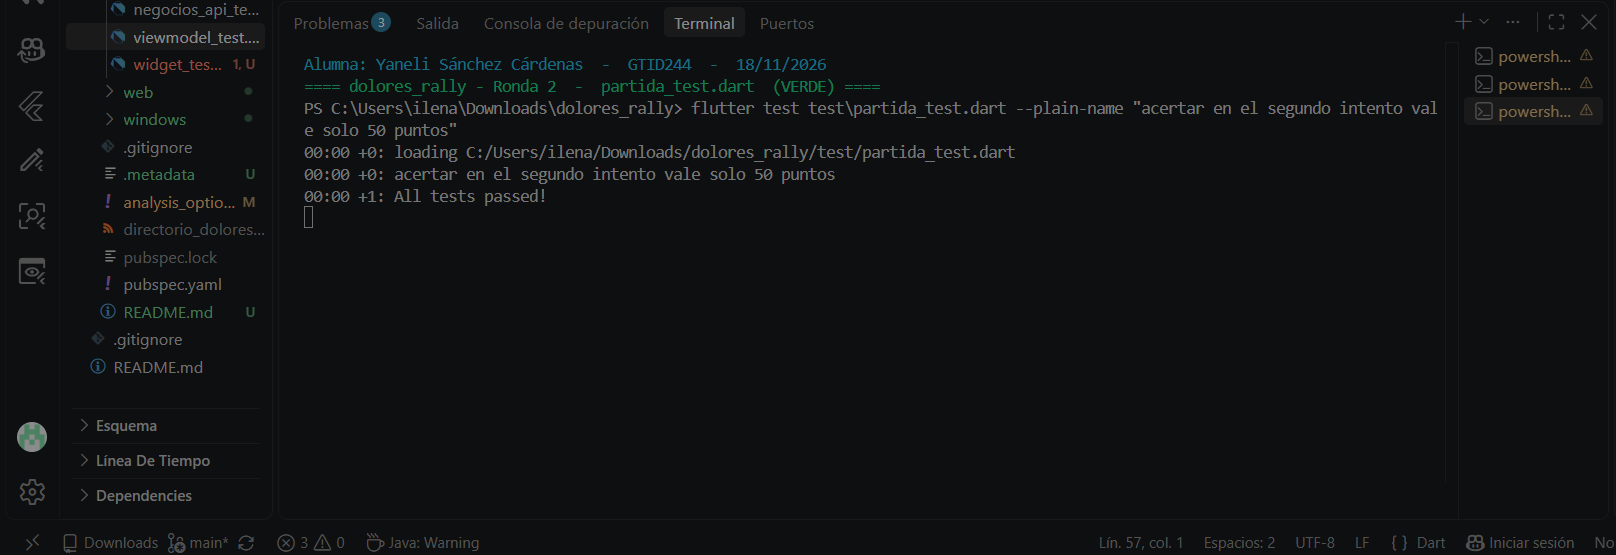 negocios_api_te...
viewmodel_test....
widget_tes... 1, U
web
windows
.gitignore
.metadata U
analysis_optio... M
directorio_dolores...
pubspec.lock
pubspec.yaml
README.md U
.gitignore
README.md
Esquema
Línea De Tiempo
Dependencies
Problemas 3 Salida Consola de depuración Terminal Puertos
Alumna: Yaneli Sánchez Cárdenas - GTID244 - 18/11/2026
==== dolores_rally - Ronda 2 - partida_test.dart (VERDE) ====
PS C:\Users\ilena\Downloads\dolores_rally> flutter test test\partida_test.dart --plain-name "acertar en el segundo intento val
e solo 50 puntos"
00:00 +0: loading C:/Users/ilena/Downloads/dolores_rally/test/partida_test.dart
00:00 +0: acertar en el segundo intento vale solo 50 puntos
00:00 +1: All tests passed!
powersh...
powersh...
powersh...
Downloads main* 3 0 Java: Warning Lín. 57, col. 1 Espacios: 2 UTF-8 LF { } Dart Iniciar sesión No